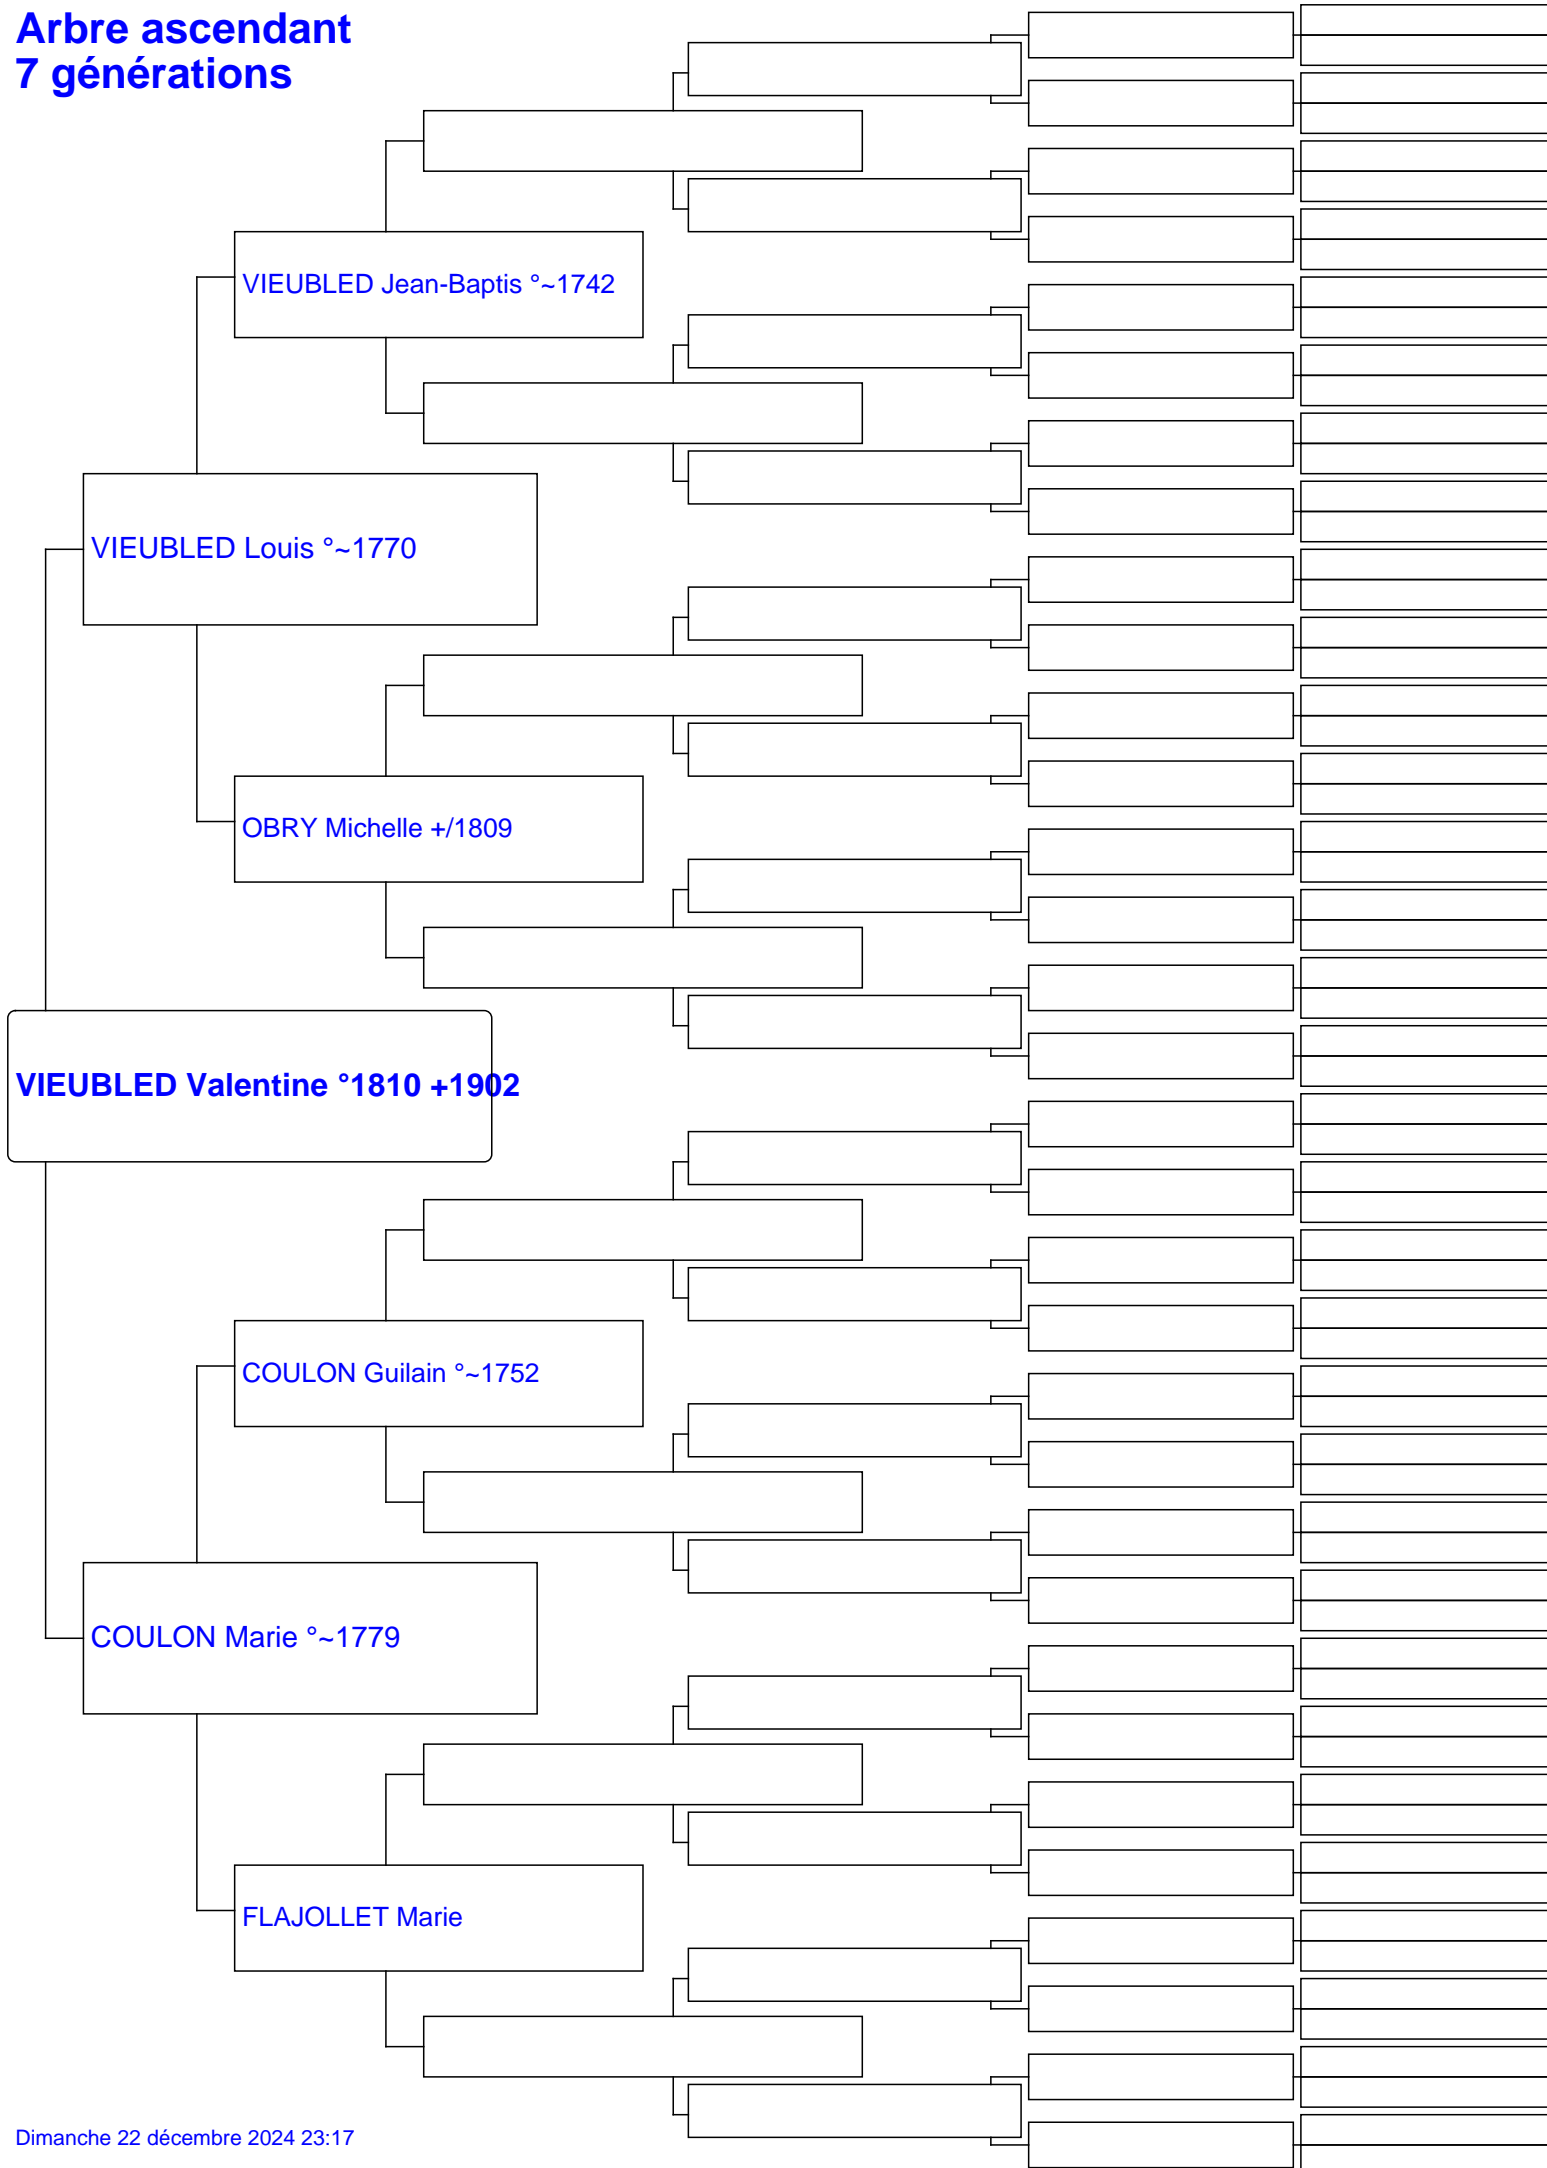 Arbre ascendant
7 générations
VIEUBLED Jean-Baptis °~1742
VIEUBLED Louis °~1770
OBRY Michelle +/1809
VIEUBLED Valentine °1810 +1902
COULON Guilain °~1752
COULON Marie °~1779
FLAJOLLET Marie
Dimanche 22 décembre 2024 23:17